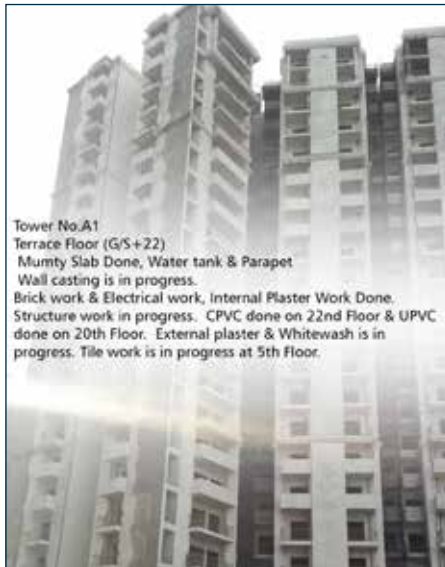 Tower No.A1
Terrace Floor (G/S+22)
Mumty Slab Done, Water tank & Parapet
Wall casting is in progress.
Brick work & Electrical work, Internal Plaster Work Done.
Structure work in progress. CPVC done on 22nd Floor & UPVC
done on 20th Floor. External plaster & Whitewash is in
progress. Tile work is in progress at 5th Floor.